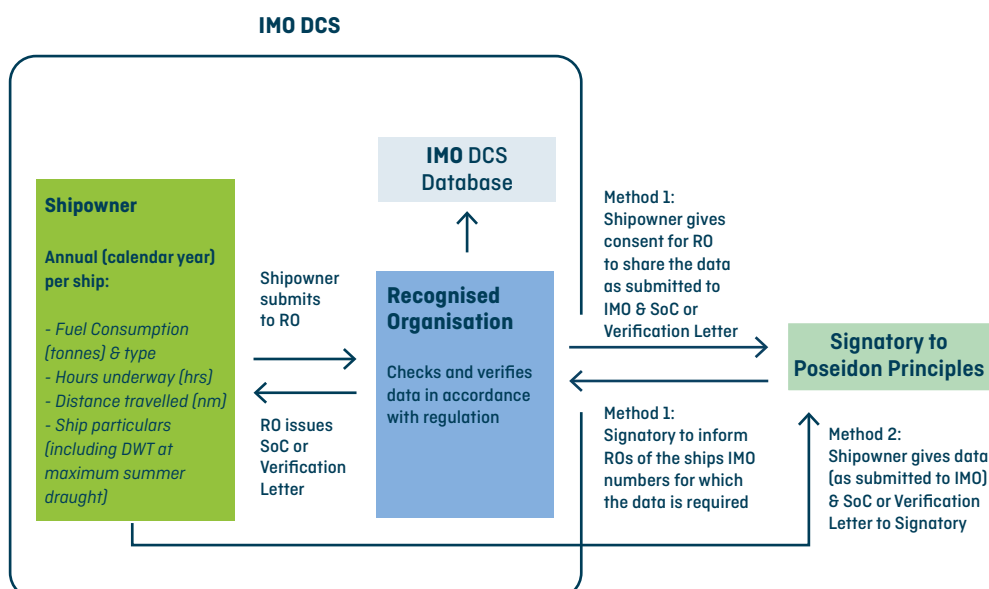 IMO DCS
IMO DCS
Database
Shipowner
Annual (calendar year)
per ship:
- Fuel Consumption
(tonnes) & type
- Hours underway (hrs)
- Distance travelled (nm)
- Ship particulars
(including DWT at
maximum summer
draught)
Shipowner
submits
to RO
RO issues
SoC or
Verification
Letter
Recognised
Organisation
Checks and verifies
data in accordance
with regulation
Method 1:
Shipowner gives
consent for RO
to share the data
as submitted to
IMO & SoC or
Verification Letter
Method 1:
Signatory to inform
ROs of the ships IMO
numbers for which
the data is required
Signatory to
Poseidon Principles
Method 2:
Shipowner gives data
(as submitted to IMO)
& SoC or Verification
Letter to Signatory